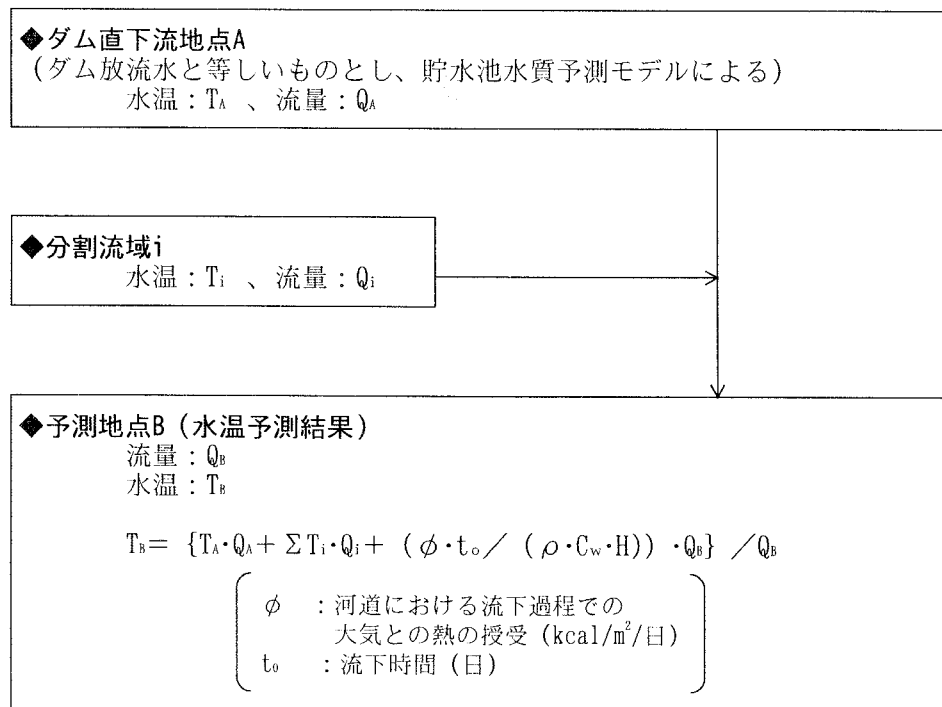 ◆ダム直下流地点A
(ダム放流水と等しいものとし、貯水池水質予測モデルによる)
水温:TA 、流量:QA
◆分割流域i
水温:Ti 、流量:Qi
◆予測地点B(水温予測結果)
流量:QB
水温:TB
TB= {TA・QA+ΣTi・Qi+(φ・to/(ρ・Cw・H))・QB}/QB
φ :河道における流下過程での
大気との熱の授受(kcal/m²/日)
t0 :流下時間(日)